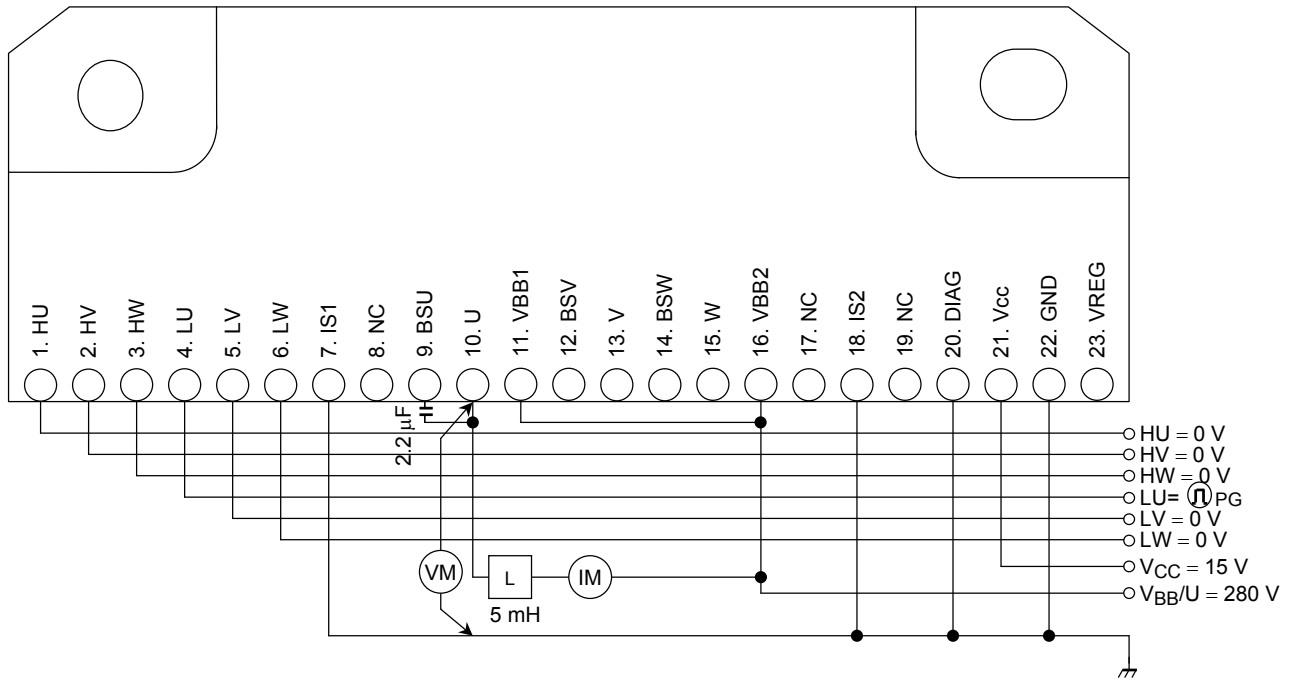 1. HU
2. HV
3. HW
4. LU
5. LV
6. LW
7. IS1
8. NC
9. BSU
10. U
11. VBB1
12. BSV
13. V
14. BSW
15. W
16. VBB2
17. NC
18. IS2
19. NC
20. DIAG
21. Vcc
22. GND
23. VREG
2.2 μF
HU = 0 V
HV = 0 V
HW = 0 V
LU= PG
LV = 0 V
LW = 0 V
VCC = 15 V
VBB/U = 280 V
VM
L
IM
5 mH